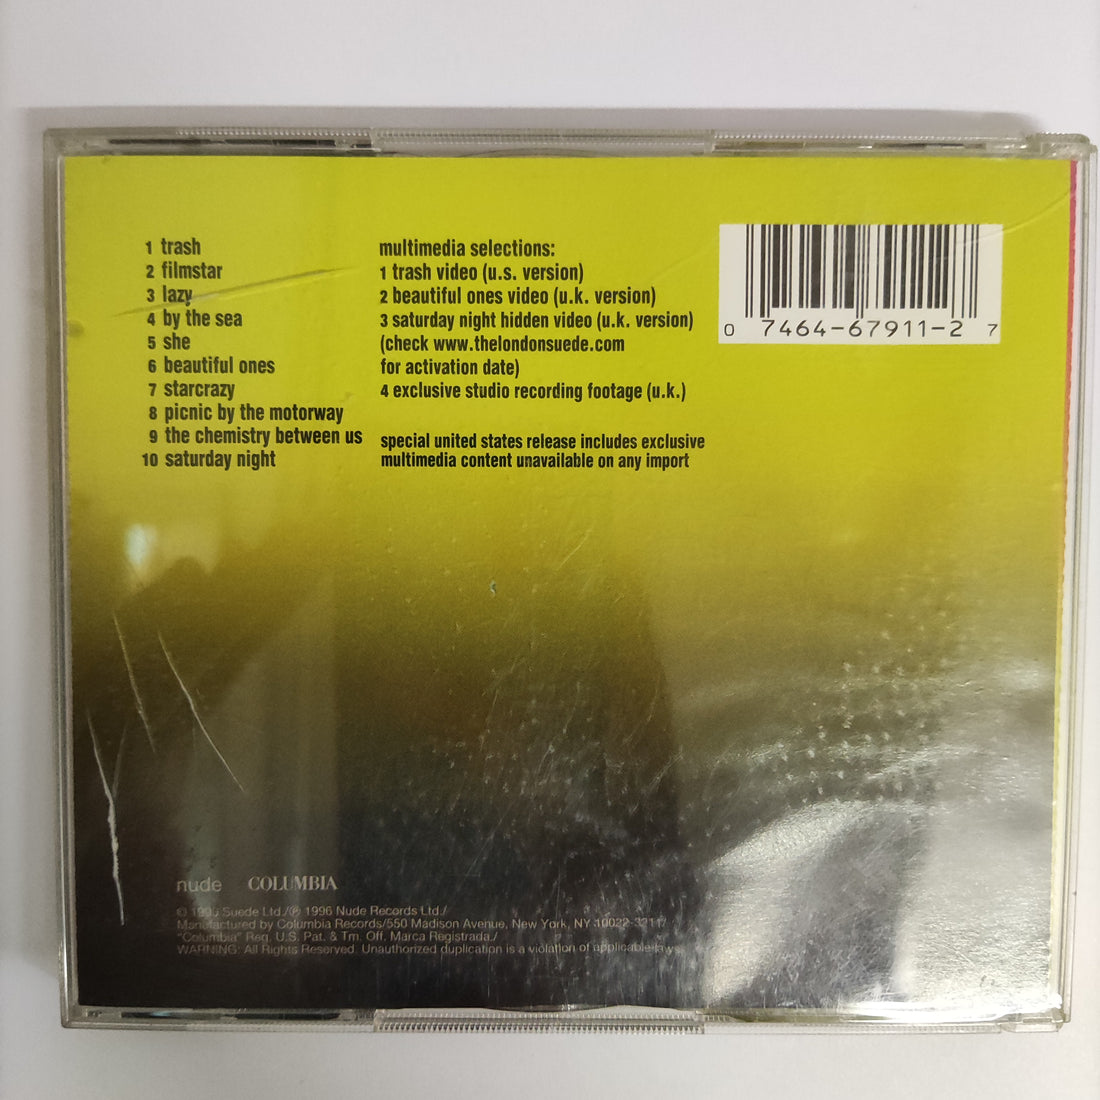 1 trash
2 filmstar
3 lazy
4 by the sea
5 she
6 beautiful ones
7 starcrazy
8 picnic by the motorway
9 the chemistry between us
10 saturday night
multimedia selections:
1 trash video (u.s. version)
2 beautiful ones video (u.k. version)
3 saturday night hidden video (u.k. version)
(check www.thelondonsuede.com
for activation date)
4 exclusive studio recording footage (u.k.)
special united states release includes exclusive
multimedia content unavailable on any import
0 7464-67911-2 7
nude COLUMBIA
© Suede Ltd./℗ 1996 Nude Records Ltd./
Manufactured by Columbia Records/550 Madison Avenue, New York, NY 10022-3211/
"Columbia" Reg. U.S. Pat. & Tm. Off. Marca Registrada./
WARNING: All Rights Reserved. Unauthorized duplication is a violation of applicable laws.